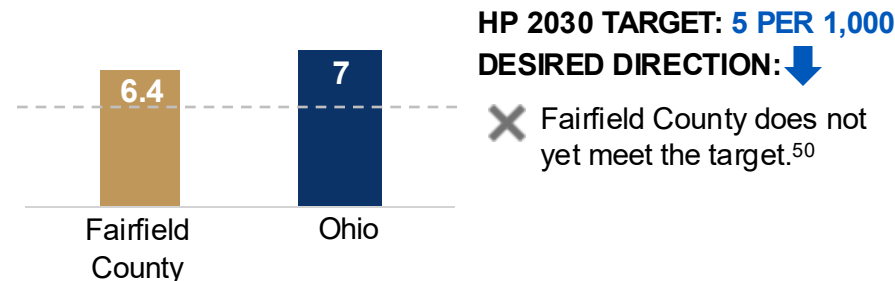 HP 2030 TARGET: 5 PER 1,000
DESIRED DIRECTION:
6.4
7
Fairfield County does not
yet meet the target.50
Fairfield
County
Ohio